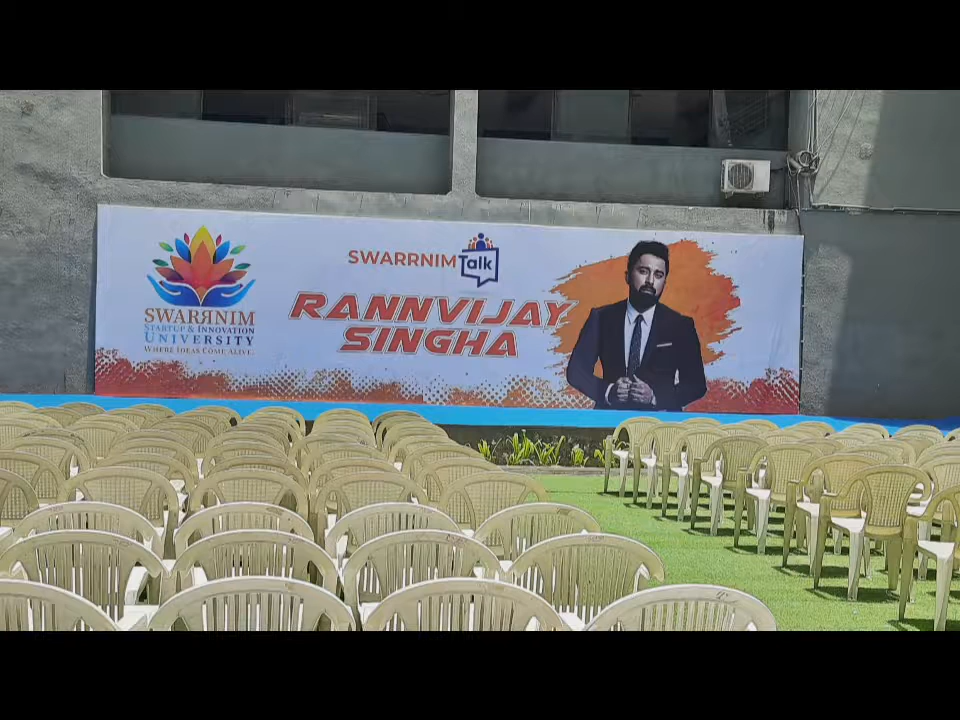 SWARRNIM
STARTUP & INNOVATION
UNIVERSITY
WHERE IDEAS COME ALIVE.
SWARRNIM Talk
RANNVIJAY
SINGHA